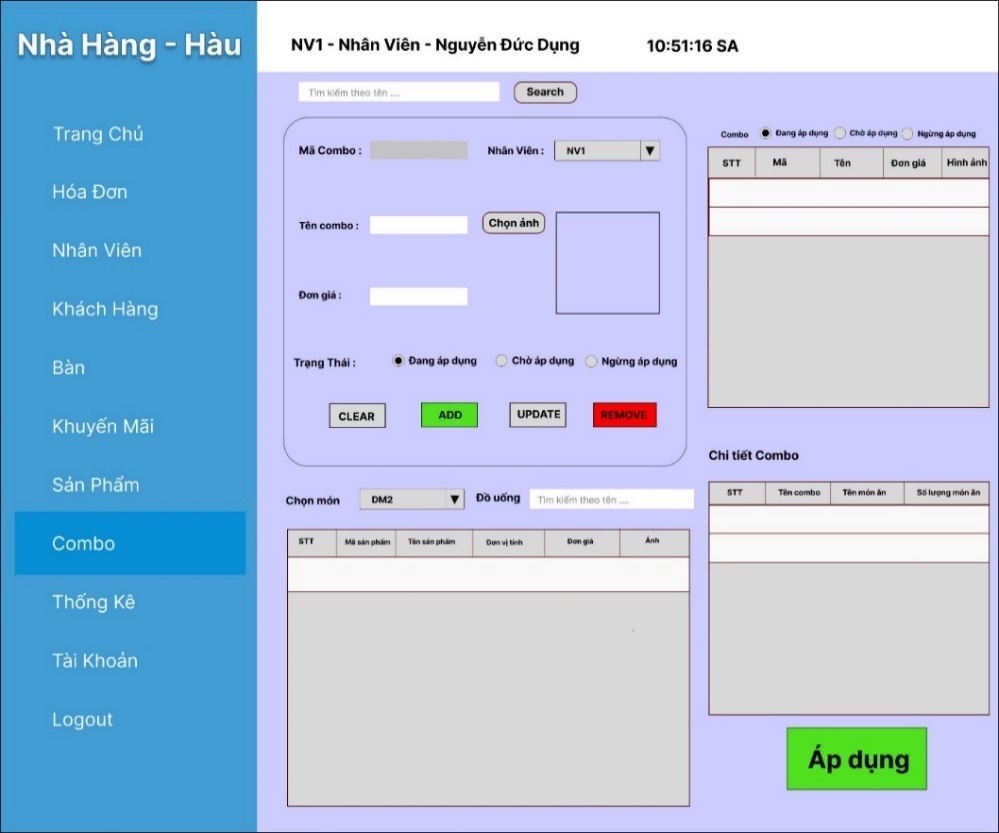 Nhà Hàng - Hàu
NV1 - Nhân Viên - Nguyễn Đức Dụng
10:51:16 SA
Trang Chủ
Hóa Đơn
Nhân Viên
Khách Hàng
Bàn
Khuyến Mãi
Sản Phẩm
Combo
Thống Kê
Tài Khoản
Logout
Tìm kiếm theo tên ....
Search
Mã Combo :
Nhân Viên :
NV1
Tên combo :
Chọn ảnh
Đơn giá :
Trạng Thái :
Đang áp dụng
Chờ áp dụng
Ngừng áp dụng
CLEAR
ADD
UPDATE
REMOVE
Chọn món
DM2
Đồ uống
Tìm kiếm theo tên ....
STT
Mã sản phẩm
Tên sản phẩm
Đơn vị tính
Đơn giá
Ảnh
Combo
Đang áp dụng
Chờ áp dụng
Ngừng áp dụng
STT
Mã
Tên
Đơn giá
Hình ảnh
Chi tiết Combo
STT
Tên combo
Tên món ăn
Số lượng món ăn
Áp dụng